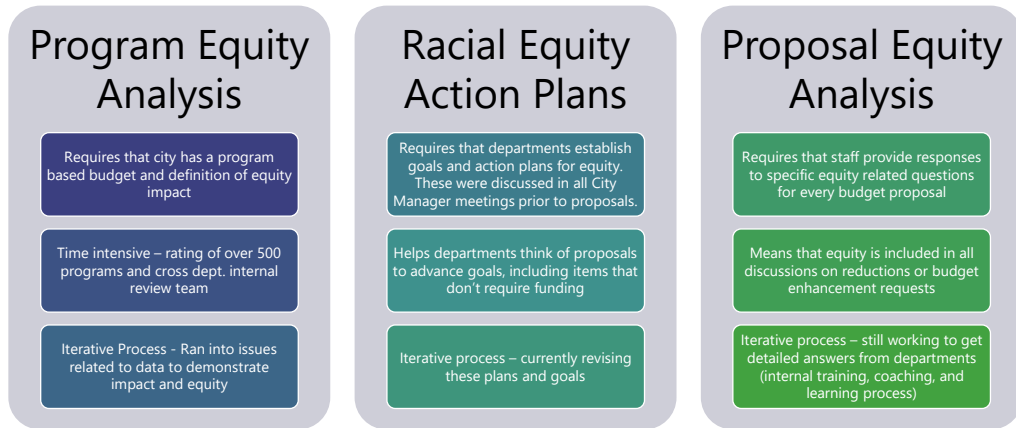 Program Equity
Analysis
Requires that city has a program
based budget and definition of equity
impact
Time intensive – rating of over 500
programs and cross dept. internal
review team
Iterative Process - Ran into issues
related to data to demonstrate
impact and equity
Racial Equity
Action Plans
Requires that departments establish
goals and action plans for equity.
These were discussed in all City
Manager meetings prior to proposals.
Helps departments think of proposals
to advance goals, including items that
don’t require funding
Iterative process – currently revising
these plans and goals
Proposal Equity
Analysis
Requires that staff provide responses
to specific equity related questions
for every budget proposal
Means that equity is included in all
discussions on reductions or budget
enhancement requests
Iterative process – still working to get
detailed answers from departments
(internal training, coaching, and
learning process)